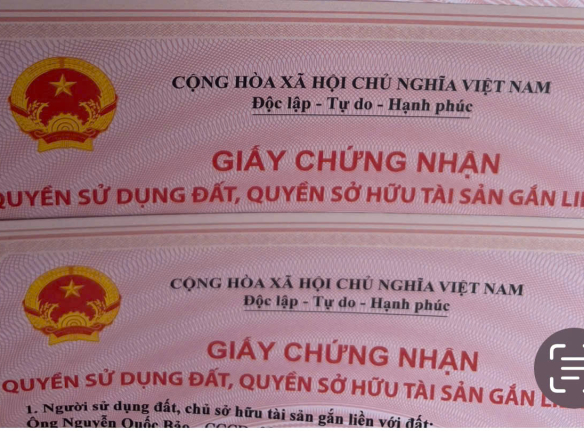 CỘNG HÒA XÃ HỘI CHỦ NGHĨA VIỆT NAM
Độc lập - Tự do - Hạnh phúc
GIẤY CHỨNG NHẬN
QUYỀN SỬ DỤNG ĐẤT, QUYỀN SỞ HỮU TÀI SẢN GẮN LIỀ
CỘNG HÒA XÃ HỘI CHỦ NGHĨA VIỆT NAM
Độc lập - Tự do - Hạnh phúc
GIẤY CHỨNG NHẬN
QUYỀN SỬ DỤNG ĐẤT, QUYỀN SỞ HỮU TÀI SẢN GẮN L
1. Người sử dụng đất, chủ sở hữu tài sản gắn liền với đất:
Ông Nguyễn Quốc Bảo